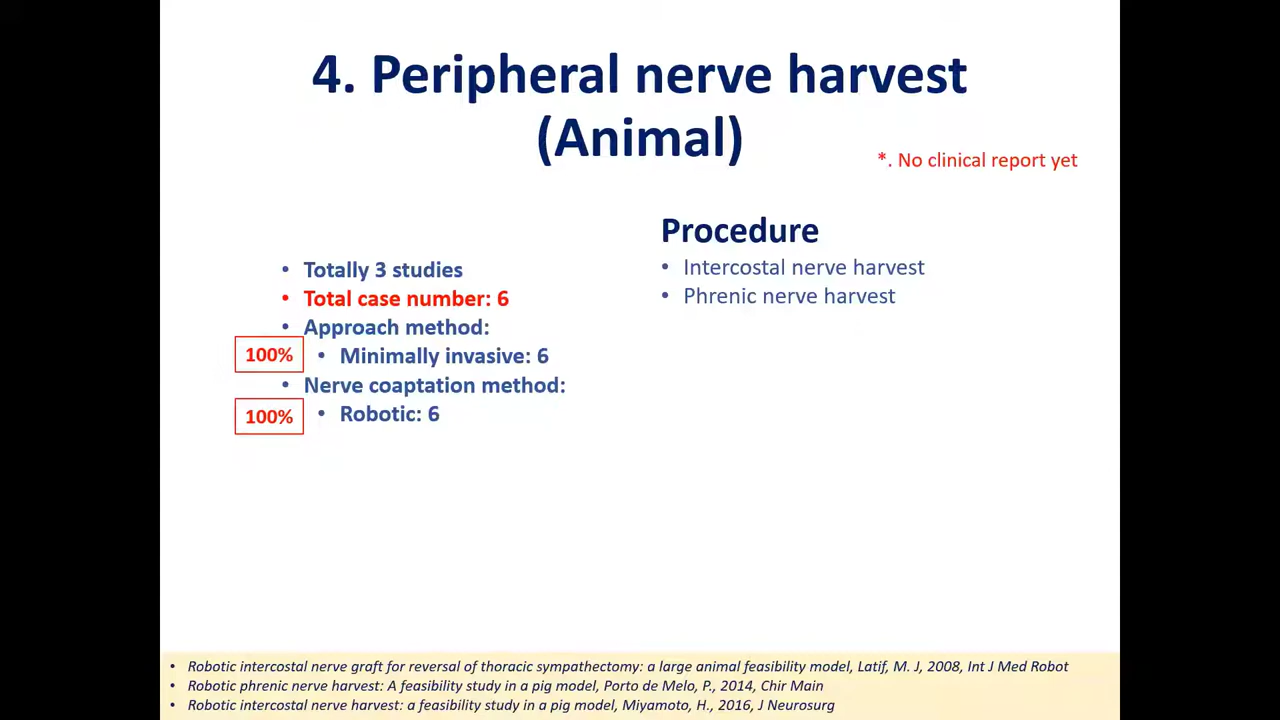 4. Peripheral nerve harvest
(Animal)
*. No clinical report yet
• Totally 3 studies
• Total case number: 6
• Approach method:
100%
• Minimally invasive: 6
• Nerve coaptation method:
100%
• Robotic: 6
Procedure
• Intercostal nerve harvest
• Phrenic nerve harvest
• Robotic intercostal nerve graft for reversal of thoracic sympathectomy: a large animal feasibility model, Latif, M. J, 2008, Int J Med Robot
• Robotic phrenic nerve harvest: A feasibility study in a pig model, Porto de Melo, P., 2014, Chir Main
• Robotic intercostal nerve harvest: a feasibility study in a pig model, Miyamoto, H., 2016, J Neurosurg